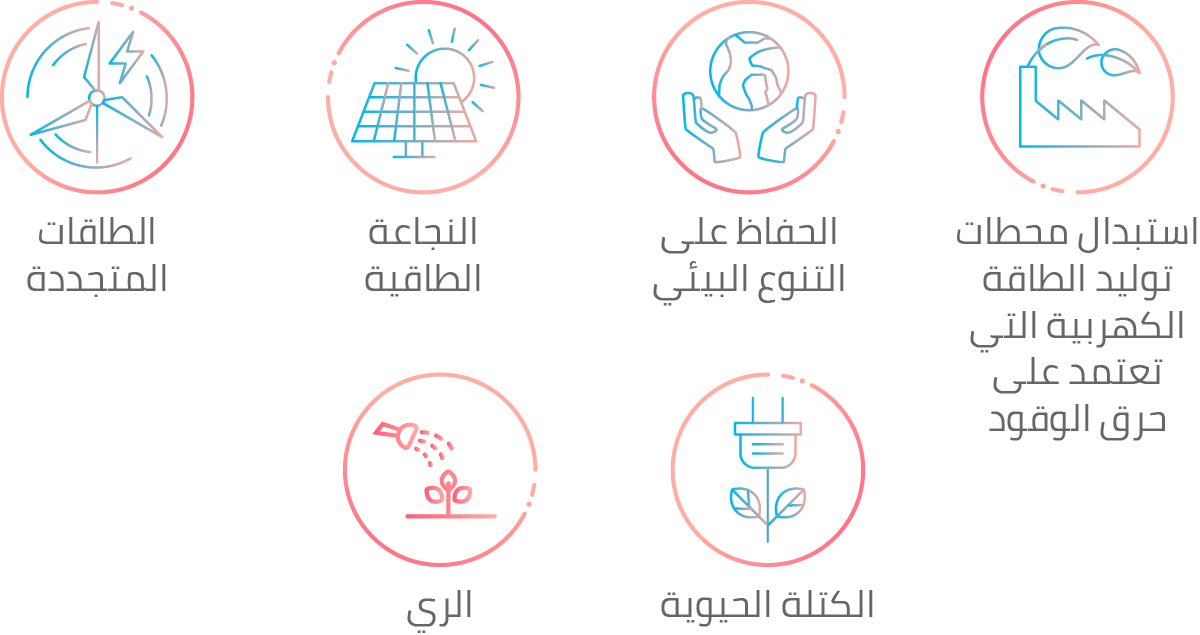 استبدال محطات
توليد الطاقة
الكهربية التي
تعتمد على
حرق الوقود
الحفاظ على
التنوع البيئي
النجاعة
الطاقية
الطاقات
المتجددة
الكتلة الحيوية
الري